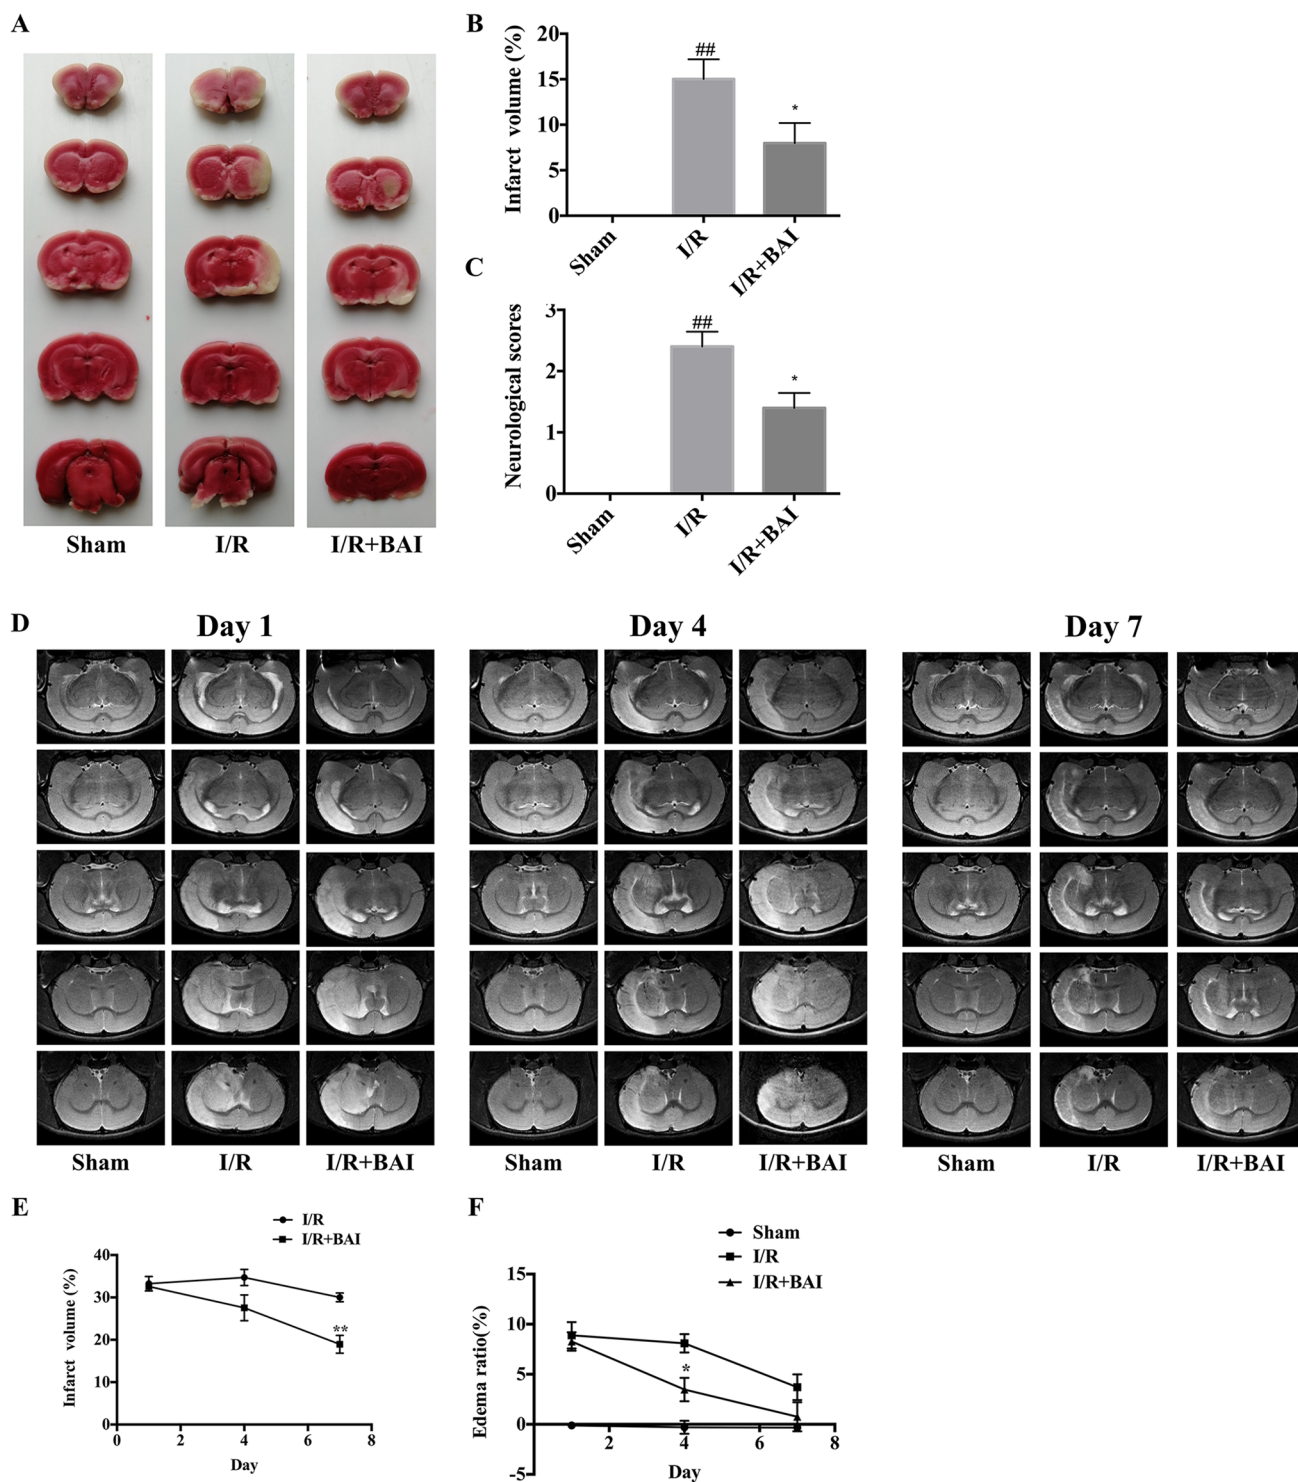 A
Sham
I/R
I/R+BAI
B
Infarct volume (%)
20
15
10
5
0
##
*
Sham
I/R
I/R+BAI
C
Neurological scores
3
2
1
0
##
*
Sham
I/R
I/R+BAI
D
Day 1
Day 4
Day 7
Sham
I/R
I/R+BAI
Sham
I/R
I/R+BAI
Sham
I/R
I/R+BAI
E
I/R
I/R+BAI
Infarct volume (%)
40
30
20
10
0
**
0
2
4
6
8
Day
F
Sham
I/R
I/R+BAI
Edema ratio(%)
15
10
5
0
-5
*
2
4
6
8
Day